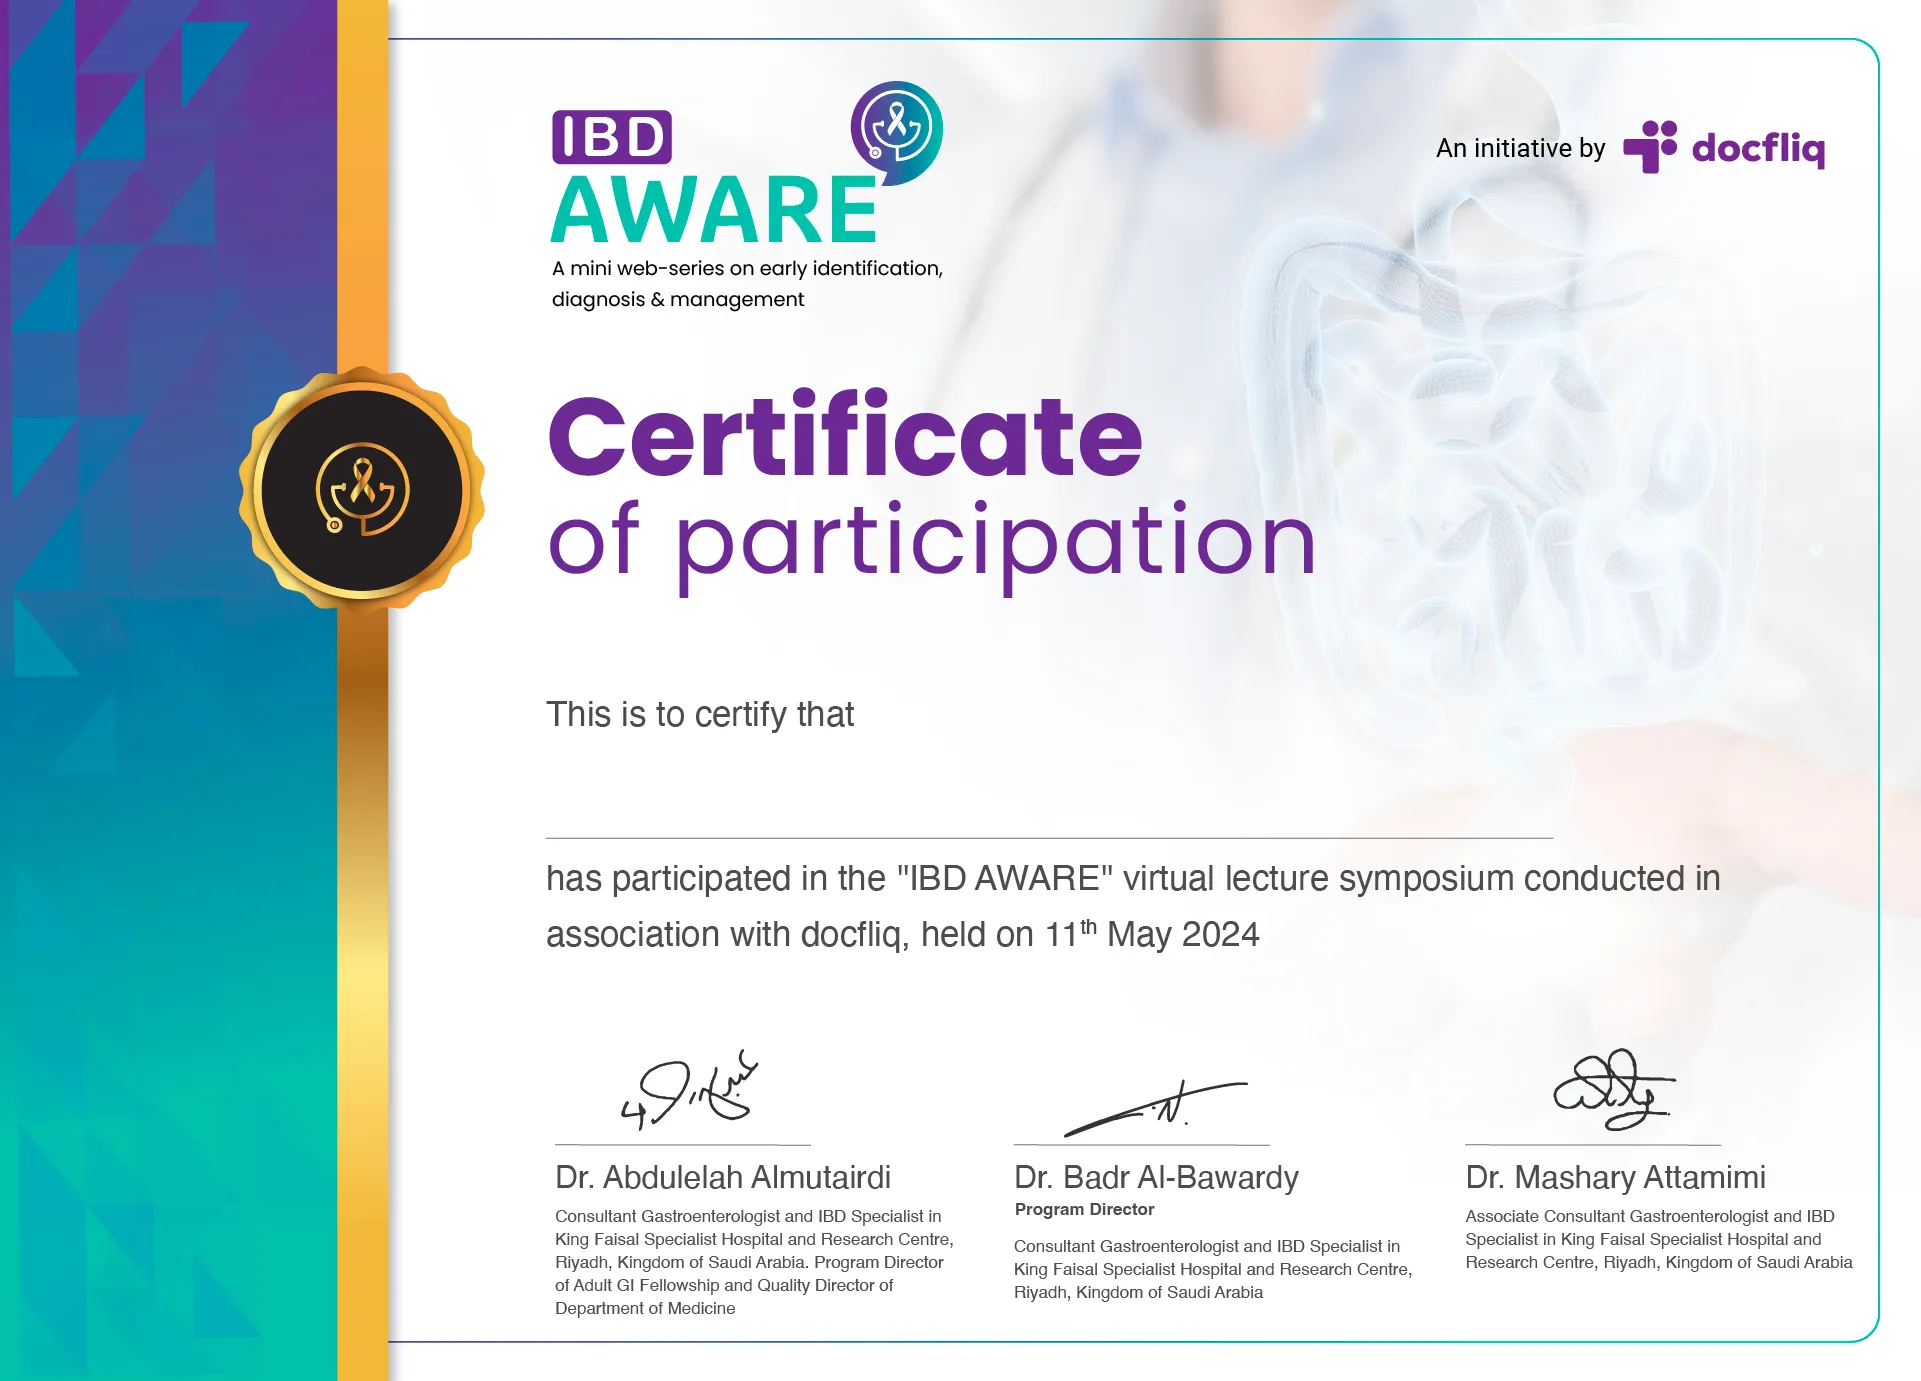 IBD
AWARE
A mini web-series on early identification,
diagnosis & management
An initiative by docfliq
Certificate
of participation
This is to certify that
has participated in the "IBD AWARE" virtual lecture symposium conducted in
association with docfliq, held on 11th May 2024
Dr. Abdulelah Almutairdi
Consultant Gastroenterologist and IBD Specialist in
King Faisal Specialist Hospital and Research Centre,
Riyadh, Kingdom of Saudi Arabia. Program Director
of Adult GI Fellowship and Quality Director of
Department of Medicine
Dr. Badr Al-Bawardy
Program Director
Consultant Gastroenterologist and IBD Specialist in
King Faisal Specialist Hospital and Research Centre,
Riyadh, Kingdom of Saudi Arabia
Dr. Mashary Attamimi
Associate Consultant Gastroenterologist and IBD
Specialist in King Faisal Specialist Hospital and
Research Centre, Riyadh, Kingdom of Saudi Arabia